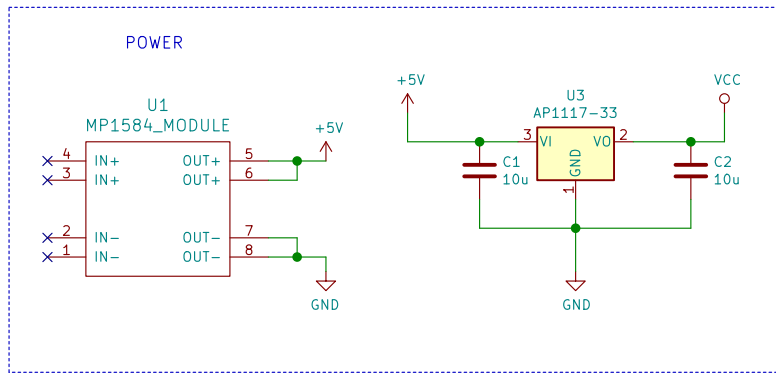 POWER
U1
MP1584_MODULE
4 IN+ OUT+ 5
3 IN+ OUT+ 6
2 IN- OUT- 7
1 IN- OUT- 8
+5V
GND
+5V
U3
AP1117-33
VCC
3 VI VO 2
GND
1
C1
10u
C2
10u
GND